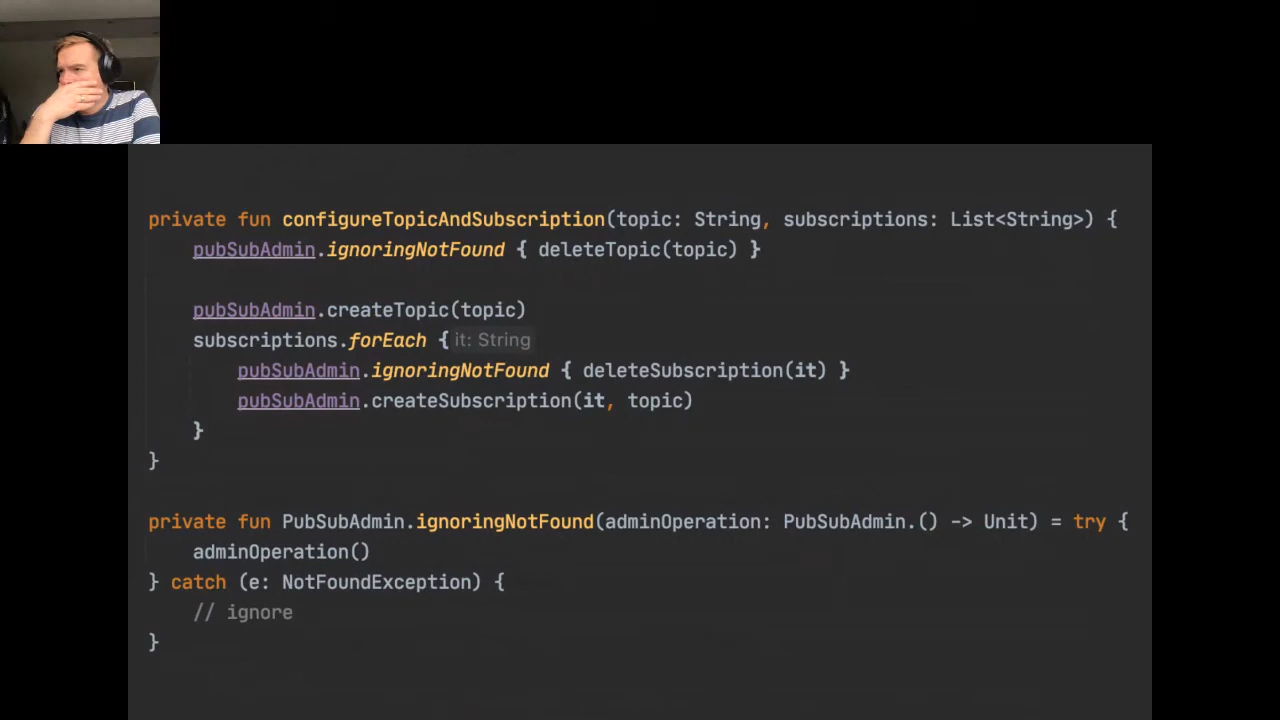 private fun configureTopicAndSubscription(topic: String, subscriptions: List<String>) {
pubSubAdmin.ignoringNotFound { deleteTopic(topic) }
pubSubAdmin.createTopic(topic)
subscriptions.forEach { it: String
pubSubAdmin.ignoringNotFound { deleteSubscription(it) }
pubSubAdmin.createSubscription(it, topic)
}
}
private fun PubSubAdmin.ignoringNotFound(adminOperation: PubSubAdmin.() -> Unit) = try {
adminOperation()
} catch (e: NotFoundException) {
// ignore
}